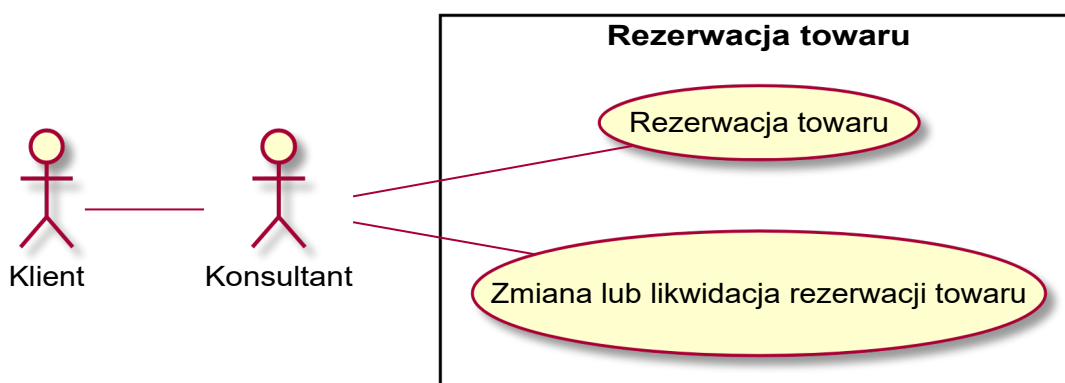 Rezerwacja towaru
Rezerwacja towaru
Klient
Konsultant
Zmiana lub likwidacja rezerwacji towaru